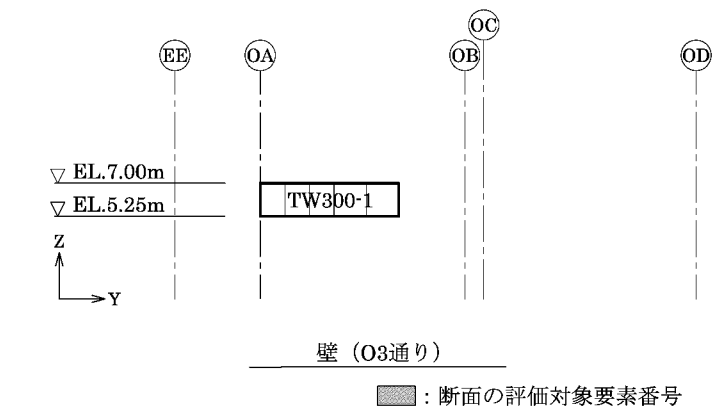 OC
EE OA OB OD
▽ EL.7.00m
TW300-1
▽ EL.5.25m
Z
Y
壁（O3通り）
：断面の評価対象要素番号